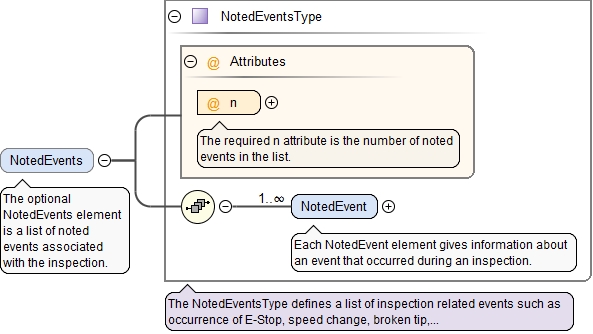 NotedEventsType
@ Attributes
@ n
The required n attribute is the number of noted
events in the list.
NotedEvents
The optional
NotedEvents element
is a list of noted
events associated
with the inspection.
1..∞
NotedEvent
Each NotedEvent element gives information about
an event that occurred during an inspection.
The NotedEventsType defines a list of inspection related events such as
occurrence of E-Stop, speed change, broken tip,...